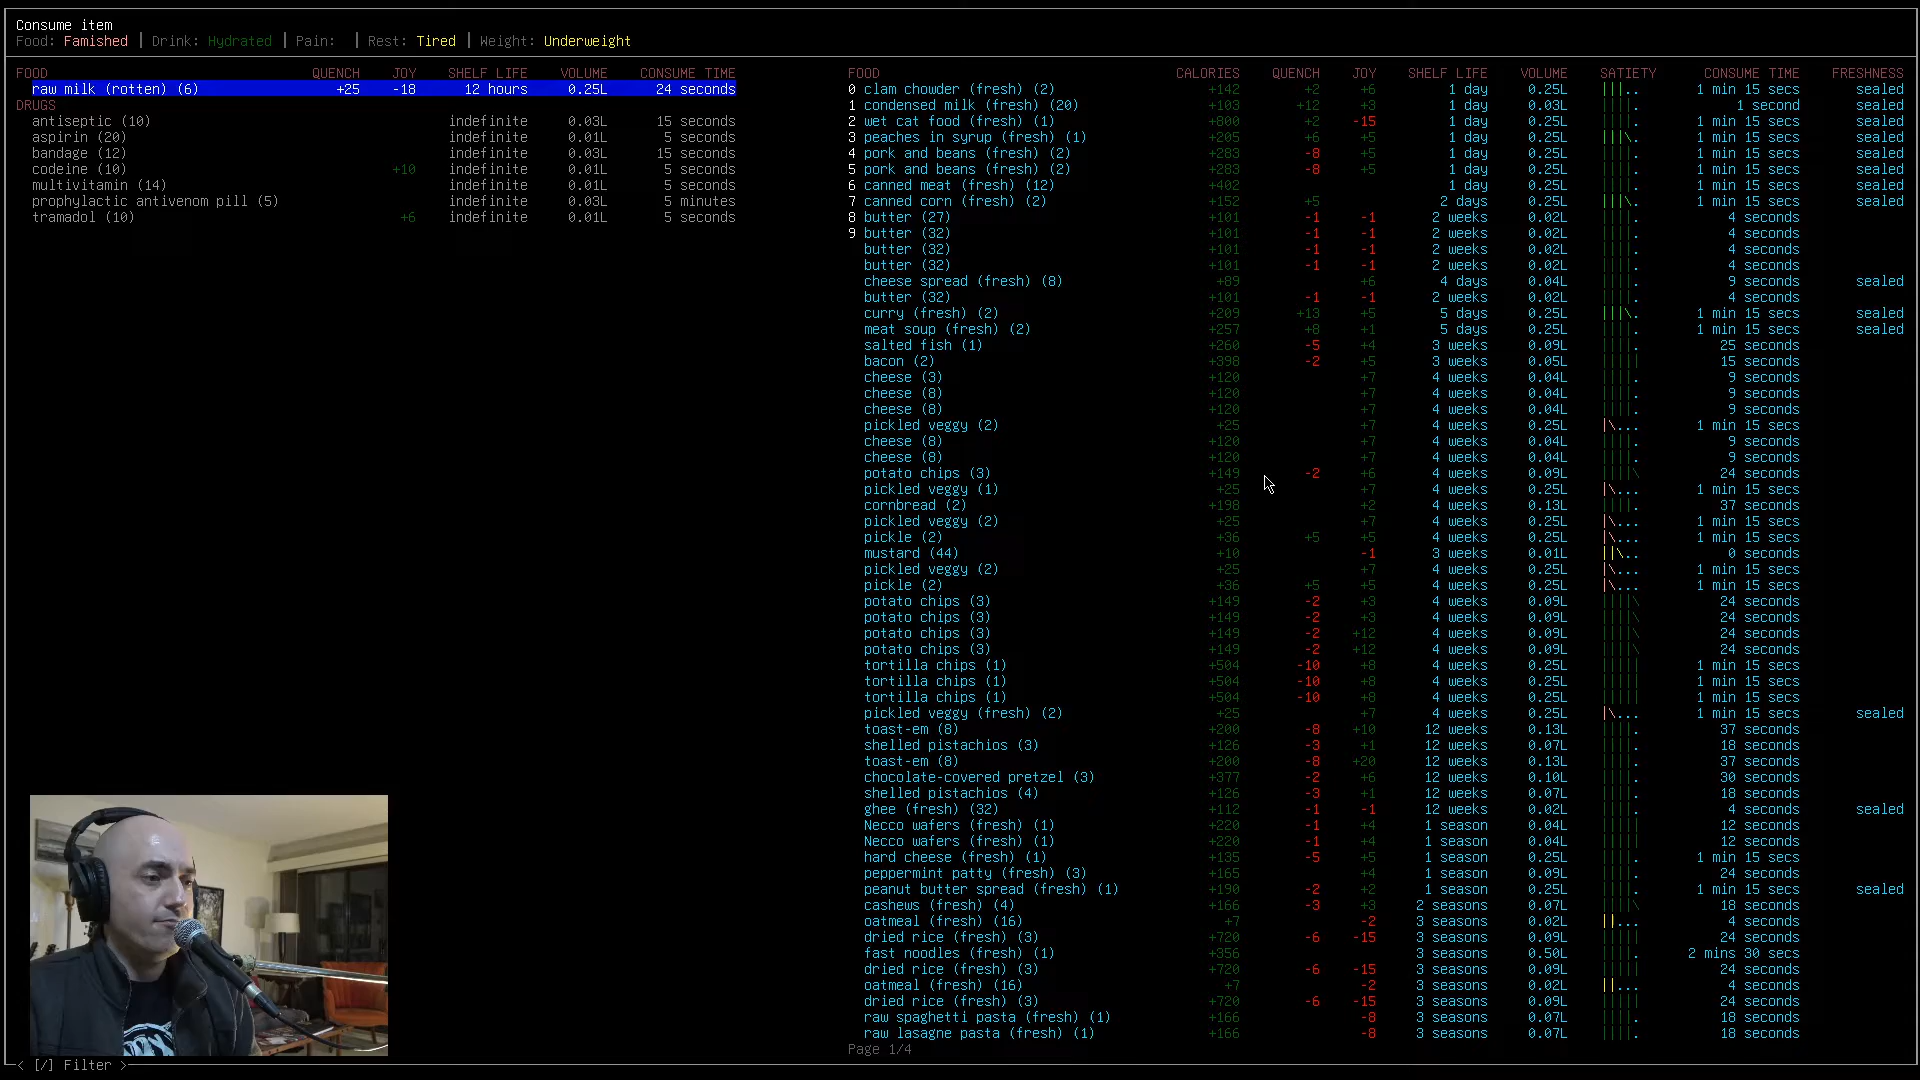 Consume item
Food: Famished | Drink: Hydrated | Pain: | Rest: Tired | Weight: Underweight
FOOD QUENCH JOY SHELF LIFE VOLUME CONSUME TIME
raw milk (rotten) (6) +25 -18 12 hours 0.25L 24 seconds
DRUGS
antiseptic (10) indefinite 0.03L 15 seconds
aspirin (20) indefinite 0.01L 5 seconds
bandage (12) indefinite 0.03L 15 seconds
codeine (10) +10 indefinite 0.01L 5 seconds
multivitamin (14) indefinite 0.01L 5 seconds
prophylactic antivenom pill (5) indefinite 0.03L 5 minutes
tramadol (10) +6 indefinite 0.01L 5 seconds
FOOD CALORIES QUENCH JOY SHELF LIFE VOLUME SATIETY CONSUME TIME FRESHNESS
0 clam chowder (fresh) (2) +142 +2 +6 1 day 0.25L |||.. 1 min 15 secs sealed
1 condensed milk (fresh) (20) +103 +12 +3 1 day 0.03L ||||. 1 second sealed
2 wet cat food (fresh) (1) +800 +2 -15 1 day 0.25L ||||. 1 min 15 secs sealed
3 peaches in syrup (fresh) (1) +205 +6 +5 1 day 0.25L |||\. 1 min 15 secs sealed
4 pork and beans (fresh) (2) +283 -8 +5 1 day 0.25L ||||. 1 min 15 secs sealed
5 pork and beans (fresh) (2) +283 -8 +5 1 day 0.25L ||||. 1 min 15 secs sealed
6 canned meat (fresh) (12) +402 1 day 0.25L ||||. 1 min 15 secs sealed
7 canned corn (fresh) (2) +152 +5 2 days 0.25L |||\. 1 min 15 secs sealed
8 butter (27) +101 -1 -1 2 weeks 0.02L ||||. 4 seconds
9 butter (32) +101 -1 -1 2 weeks 0.02L ||||. 4 seconds
butter (32) +101 -1 -1 2 weeks 0.02L ||||. 4 seconds
butter (32) +101 -1 -1 2 weeks 0.02L ||||. 4 seconds
cheese spread (fresh) (8) +89 +6 4 days 0.04L ||||. 9 seconds sealed
butter (32) +101 -1 -1 2 weeks 0.02L ||||. 4 seconds
curry (fresh) (2) +209 +13 +5 5 days 0.25L |||\. 1 min 15 secs sealed
meat soup (fresh) (2) +257 +8 +1 5 days 0.25L ||||. 1 min 15 secs sealed
salted fish (1) +260 -5 +4 3 weeks 0.09L ||||. 25 seconds
bacon (2) +398 -2 +5 3 weeks 0.05L ||||| 15 seconds
cheese (3) +120 +7 4 weeks 0.04L ||||. 9 seconds
cheese (8) +120 +7 4 weeks 0.04L ||||. 9 seconds
cheese (8) +120 +7 4 weeks 0.04L ||||. 9 seconds
pickled veggy (2) +25 +7 4 weeks 0.25L |\... 1 min 15 secs
cheese (8) +120 +7 4 weeks 0.04L ||||. 9 seconds
cheese (8) +120 +7 4 weeks 0.04L ||||. 9 seconds
potato chips (3) +149 -2 +6 4 weeks 0.09L ||||\ 24 seconds
pickled veggy (1) +25 +7 4 weeks 0.25L |\... 1 min 15 secs
cornbread (2) +198 +2 4 weeks 0.13L ||||. 37 seconds
pickled veggy (2) +25 +7 4 weeks 0.25L |\... 1 min 15 secs
pickle (2) +36 +5 +5 4 weeks 0.25L |\... 1 min 15 secs
mustard (44) +10 -1 3 weeks 0.01L ||\.. 0 seconds
pickled veggy (2) +25 +7 4 weeks 0.25L |\... 1 min 15 secs
pickle (2) +36 +5 +5 4 weeks 0.25L |\... 1 min 15 secs
potato chips (3) +149 -2 +3 4 weeks 0.09L ||||\ 24 seconds
potato chips (3) +149 -2 +3 4 weeks 0.09L ||||\ 24 seconds
potato chips (3) +149 -2 +12 4 weeks 0.09L ||||\ 24 seconds
potato chips (3) +149 -2 +12 4 weeks 0.09L ||||\ 24 seconds
tortilla chips (1) +504 -10 +8 4 weeks 0.25L ||||| 1 min 15 secs
tortilla chips (1) +504 -10 +8 4 weeks 0.25L ||||| 1 min 15 secs
tortilla chips (1) +504 -10 +8 4 weeks 0.25L ||||| 1 min 15 secs
pickled veggy (fresh) (2) +25 +7 4 weeks 0.25L |\... 1 min 15 secs sealed
toast-em (8) +200 -8 +10 12 weeks 0.13L ||||. 37 seconds
shelled pistachios (3) +126 -3 +1 12 weeks 0.07L ||||. 18 seconds
toast-em (8) +200 -8 +20 12 weeks 0.13L ||||. 37 seconds
chocolate-covered pretzel (3) +377 -2 +6 12 weeks 0.10L ||||. 30 seconds
shelled pistachios (4) +126 -3 +1 12 weeks 0.07L ||||. 18 seconds
ghee (fresh) (32) +112 -1 -1 12 weeks 0.02L ||||. 4 seconds sealed
Necco wafers (fresh) (1) +220 -1 +4 1 season 0.04L ||||| 12 seconds
Necco wafers (fresh) (1) +220 -1 +4 1 season 0.04L ||||| 12 seconds
hard cheese (fresh) (1) +135 -5 +5 1 season 0.25L ||||. 1 min 15 secs
peppermint patty (fresh) (3) +165 +4 1 season 0.09L ||||. 24 seconds
peanut butter spread (fresh) (1) +190 -2 +2 1 season 0.25L ||||. 1 min 15 secs sealed
cashews (fresh) (4) +166 -3 +3 2 seasons 0.07L ||||\ 18 seconds
oatmeal (fresh) (16) +7 -2 3 seasons 0.02L ||... 4 seconds
dried rice (fresh) (3) +720 -6 -15 3 seasons 0.09L ||||| 24 seconds
fast noodles (fresh) (1) +356 3 seasons 0.50L ||||. 2 mins 30 secs
dried rice (fresh) (3) +720 -6 -15 3 seasons 0.09L ||||| 24 seconds
oatmeal (fresh) (16) +7 -2 3 seasons 0.02L ||... 4 seconds
dried rice (fresh) (3) +720 -6 -15 3 seasons 0.09L ||||| 24 seconds
raw spaghetti pasta (fresh) (1) +166 -8 3 seasons 0.07L ||||. 18 seconds
raw lasagne pasta (fresh) (1) +166 -8 3 seasons 0.07L ||||. 18 seconds
Page 1/4
< [/] Filter >